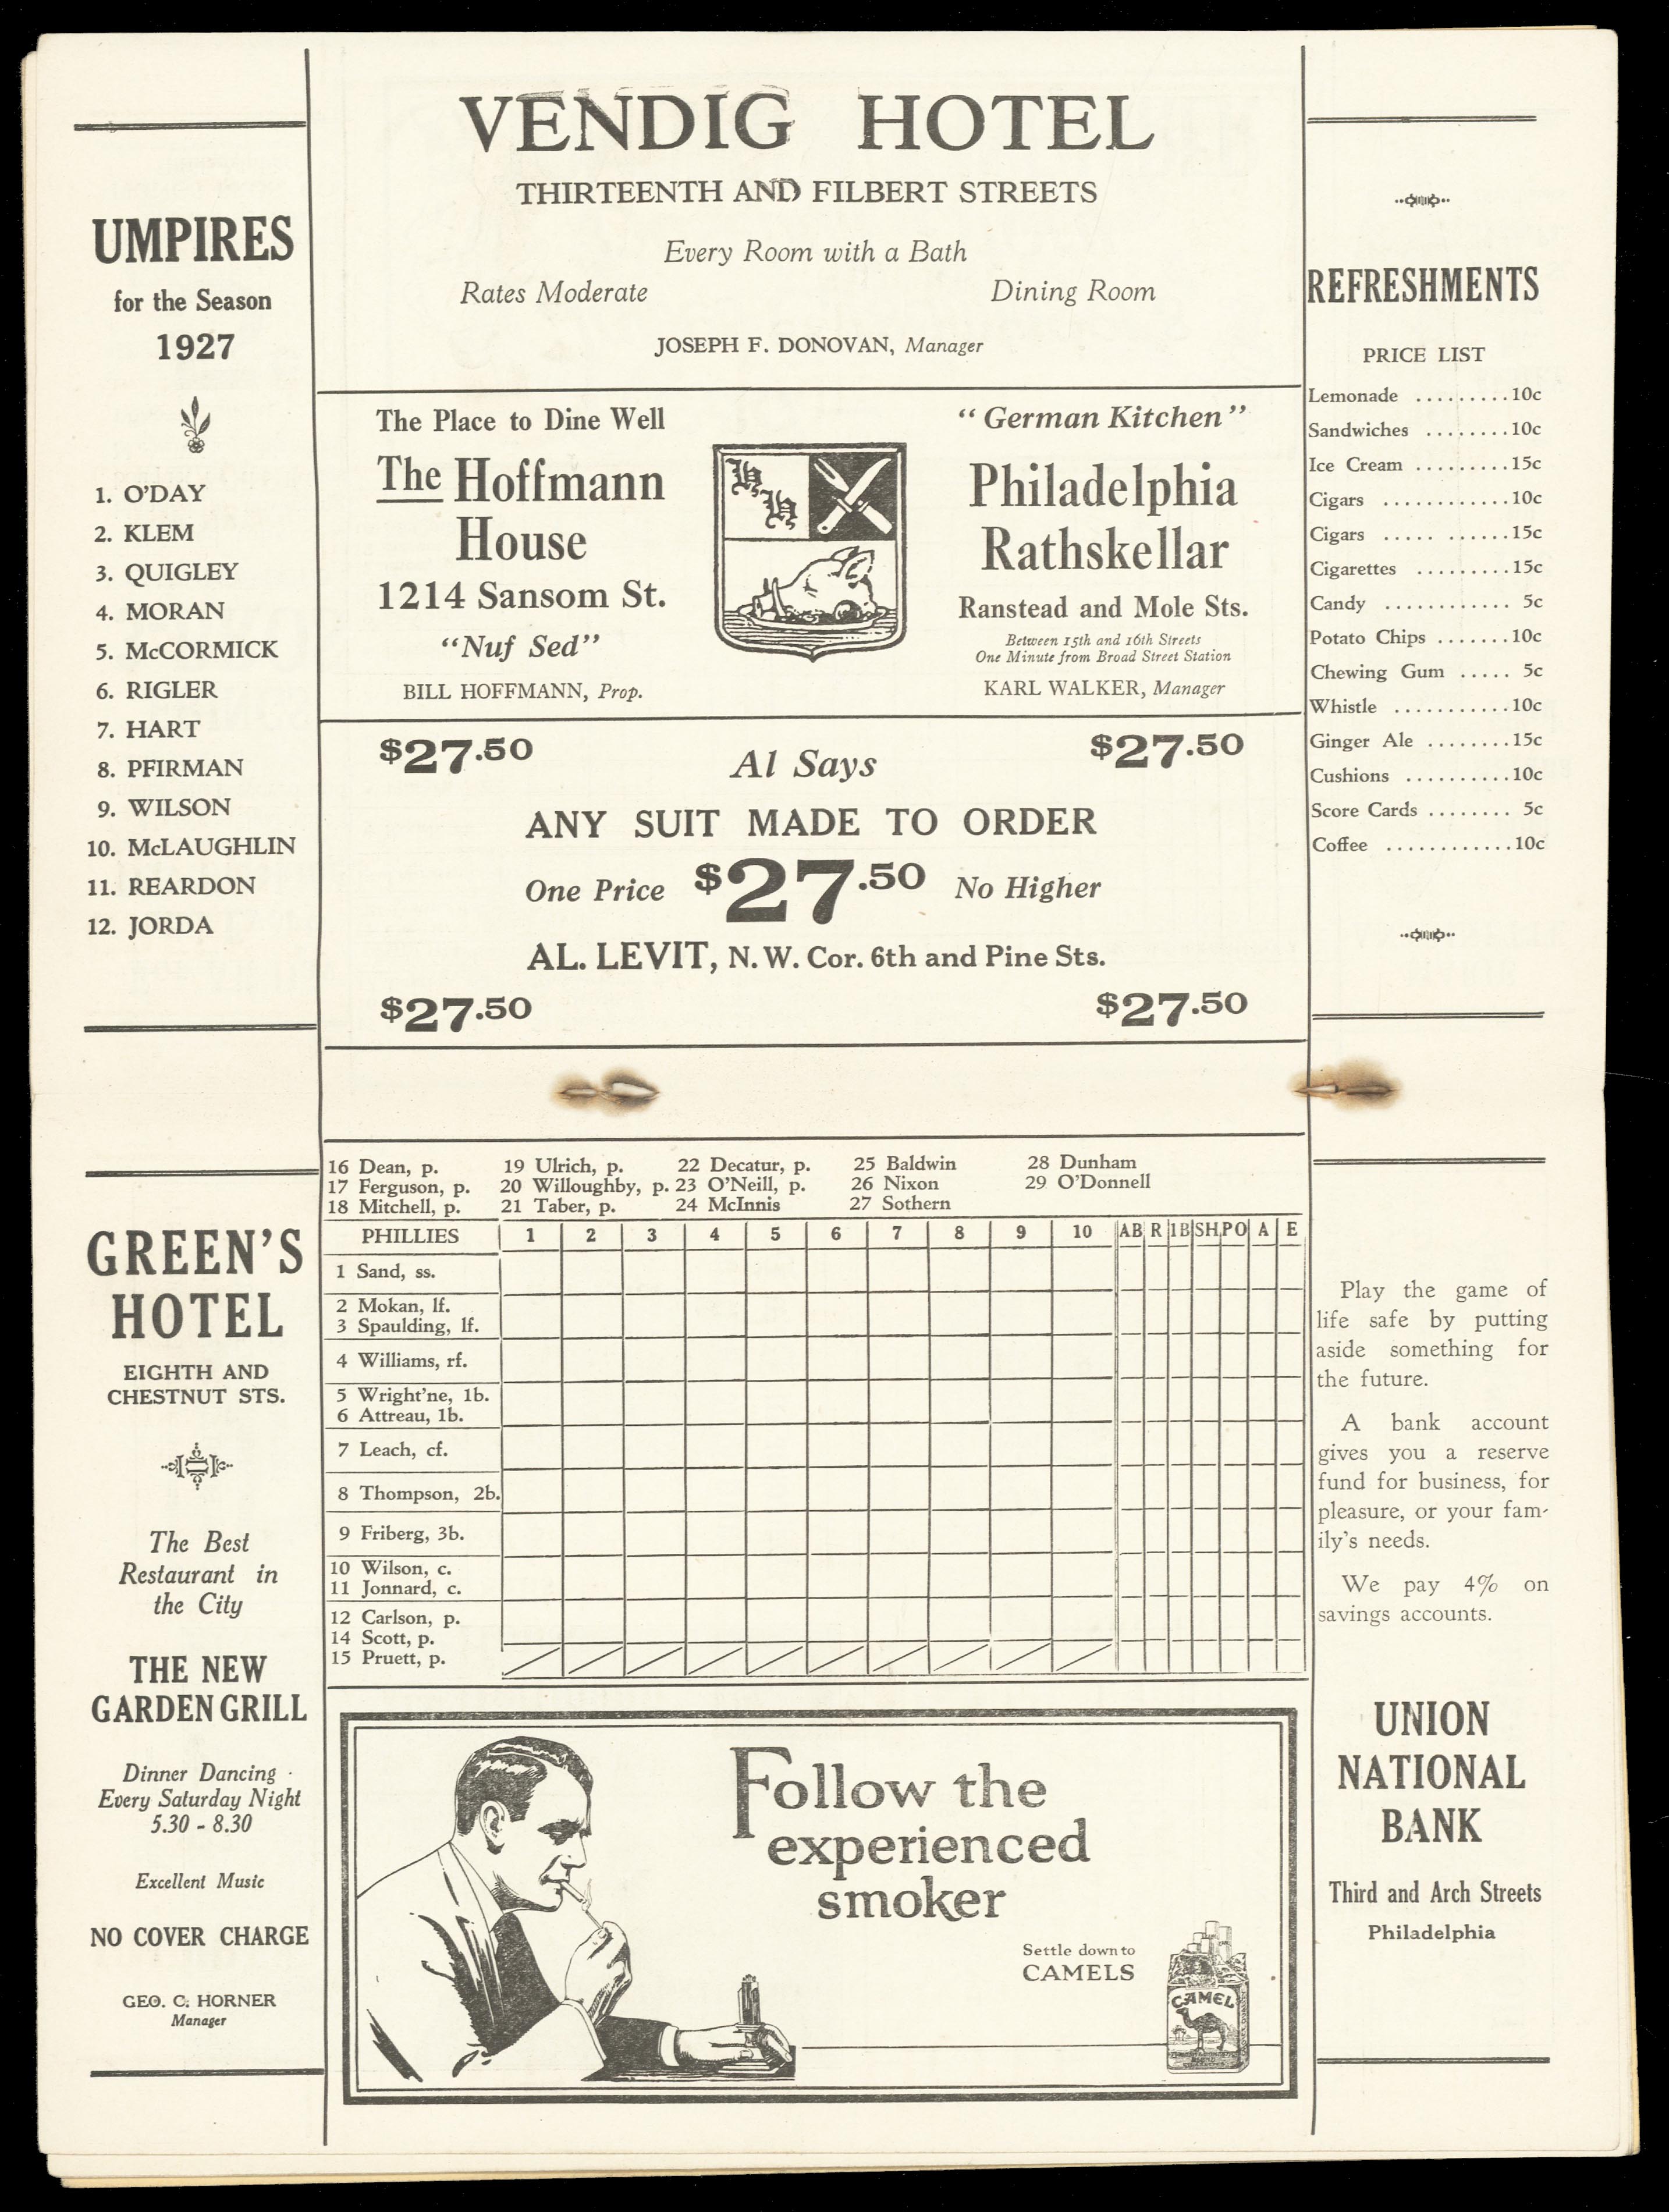 UMPIRES
for the Season
1927
1. O'DAY
2. KLEM
3. QUIGLEY
4. MORAN
5. McCORMICK
6. RIGLER
7. HART
8. PFIRMAN
9. WILSON
10. McLAUGHLIN
11. REARDON
12. JORDA
VENDIG HOTEL
THIRTEENTH AND FILBERT STREETS
Every Room with a Bath
Rates Moderate Dining Room
JOSEPH F. DONOVAN, Manager
The Place to Dine Well
The Hoffmann
House
1214 Sansom St.
"Nuf Sed"
BILL HOFFMANN, Prop.
H H
"German Kitchen"
Philadelphia
Rathskellar
Ranstead and Mole Sts.
Between 15th and 16th Streets
One Minute from Broad Street Station
KARL WALKER, Manager
$27.50 Al Says $27.50
ANY SUIT MADE TO ORDER
One Price $27.50 No Higher
AL. LEVIT, N.W. Cor. 6th and Pine Sts.
$27.50 $27.50
REFRESHMENTS
PRICE LIST
Lemonade .........10c
Sandwiches ........10c
Ice Cream .........15c
Cigars ............10c
Cigars ..... ......15c
Cigarettes .........15c
Candy ............ 5c
Potato Chips .......10c
Chewing Gum ..... 5c
Whistle ...........10c
Ginger Ale ........15c
Cushions ..........10c
Score Cards ........ 5c
Coffee ............10c
GREEN'S
HOTEL
EIGHTH AND
CHESTNUT STS.
The Best
Restaurant in
the City
THE NEW
GARDEN GRILL
Dinner Dancing
Every Saturday Night
5.30 - 8.30
Excellent Music
NO COVER CHARGE
GEO. C. HORNER
Manager
16 Dean, p. 19 Ulrich, p. 22 Decatur, p. 25 Baldwin 28 Dunham
17 Ferguson, p. 20 Willoughby, p. 23 O'Neill, p. 26 Nixon 29 O'Donnell
18 Mitchell, p. 21 Taber, p. 24 McInnis 27 Sothern
PHILLIES 1 2 3 4 5 6 7 8 9 10 AB R 1B SH PO A E
1 Sand, ss.
2 Mokan, lf.
3 Spaulding, lf.
4 Williams, rf.
5 Wright'ne, 1b.
6 Attreau, 1b.
7 Leach, cf.
8 Thompson, 2b.
9 Friberg, 3b.
10 Wilson, c.
11 Jonnard, c.
12 Carlson, p.
14 Scott, p.
15 Pruett, p.
Follow the
experienced
smoker
Settle down to
CAMELS
CAMEL
Play the game of
life safe by putting
aside something for
the future.
A bank account
gives you a reserve
fund for business, for
pleasure, or your fam-
ily's needs.
We pay 4% on
savings accounts.
UNION
NATIONAL
BANK
Third and Arch Streets
Philadelphia